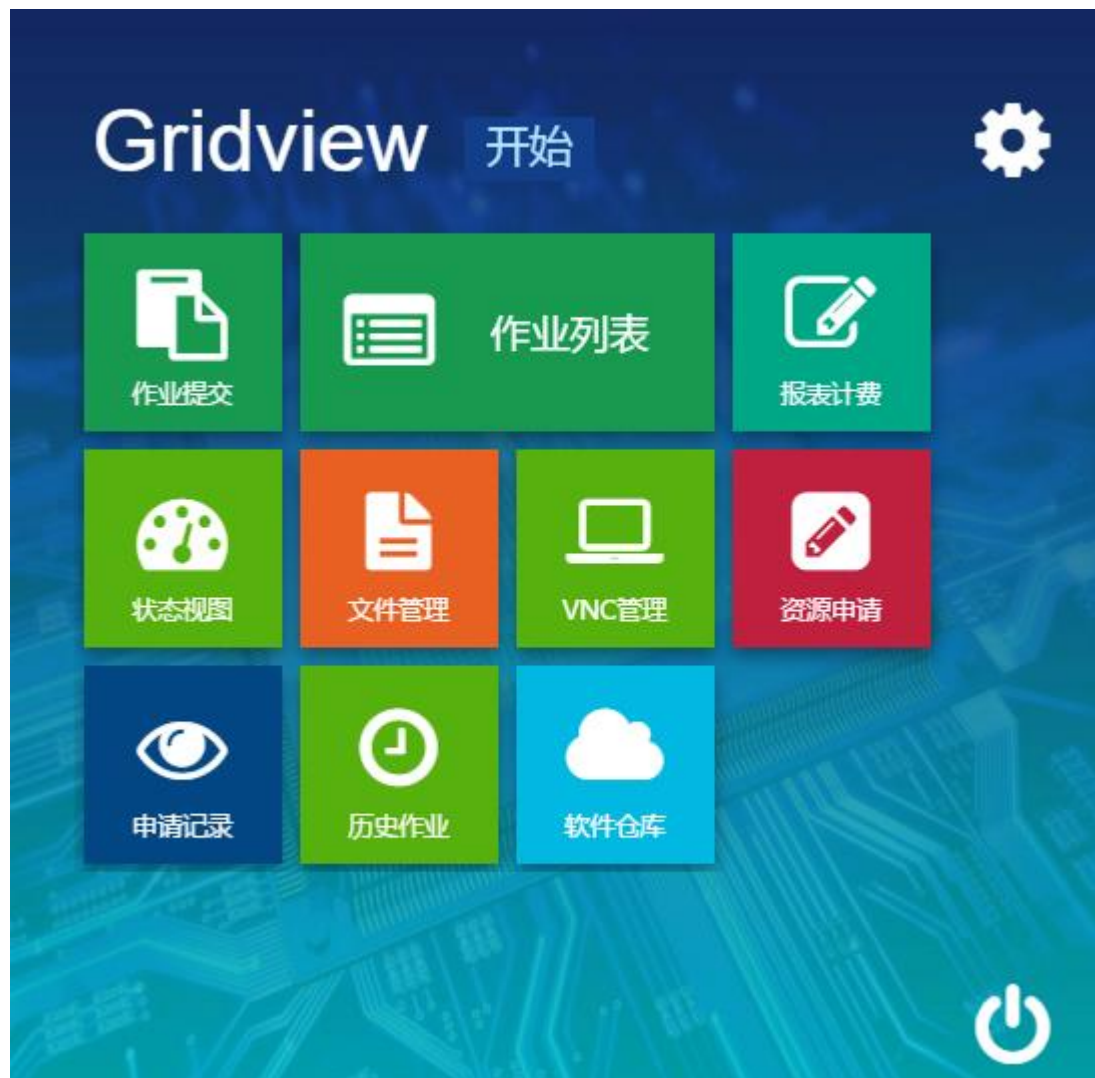 Gridview 开始
作业提交
作业列表
报表计费
状态视图
文件管理
VNC管理
资源申请
申请记录
历史作业
软件仓库